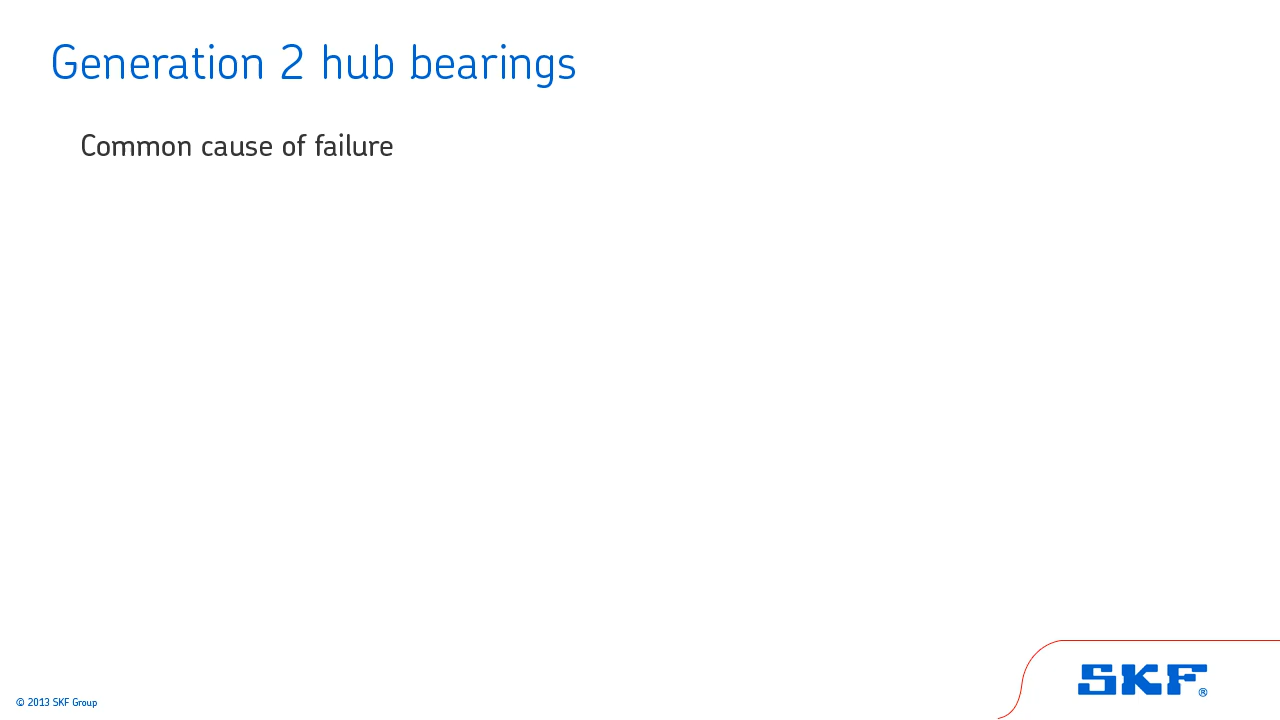 Generation 2 hub bearings
Common cause of failure
SKF®
© 2013 SKF Group